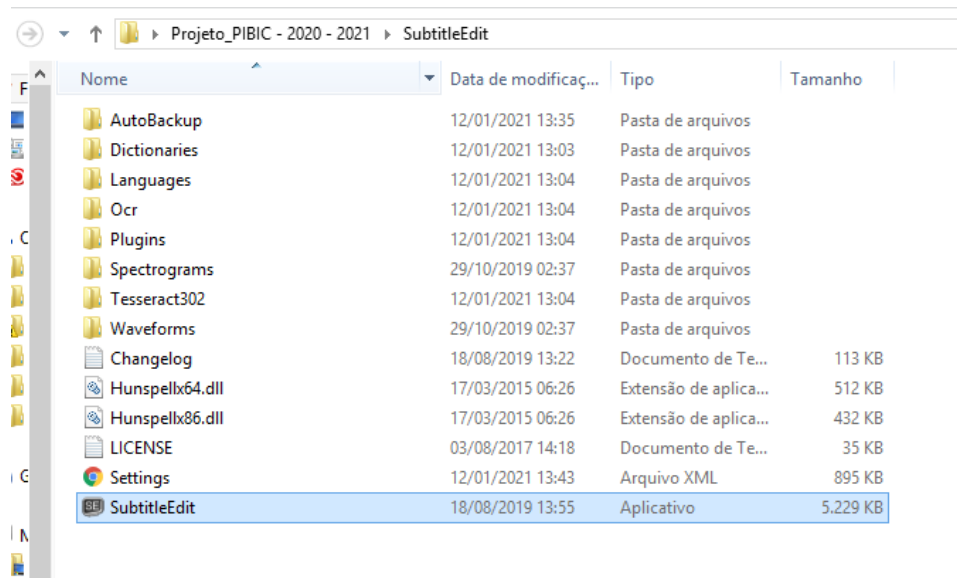 Projeto_PIBIC - 2020 - 2021 SubtitleEdit
Nome Data de modificaç... Tipo Tamanho
AutoBackup 12/01/2021 13:35 Pasta de arquivos
Dictionaries 12/01/2021 13:03 Pasta de arquivos
Languages 12/01/2021 13:04 Pasta de arquivos
Ocr 12/01/2021 13:04 Pasta de arquivos
Plugins 12/01/2021 13:04 Pasta de arquivos
Spectrograms 29/10/2019 02:37 Pasta de arquivos
Tesseract302 12/01/2021 13:04 Pasta de arquivos
Waveforms 29/10/2019 02:37 Pasta de arquivos
Changelog 18/08/2019 13:22 Documento de Te... 113 KB
Hunspellx64.dll 17/03/2015 06:26 Extensão de aplica... 512 KB
Hunspellx86.dll 17/03/2015 06:26 Extensão de aplica... 432 KB
LICENSE 03/08/2017 14:18 Documento de Te... 35 KB
Settings 12/01/2021 13:43 Arquivo XML 895 KB
SubtitleEdit 18/08/2019 13:55 Aplicativo 5.229 KB